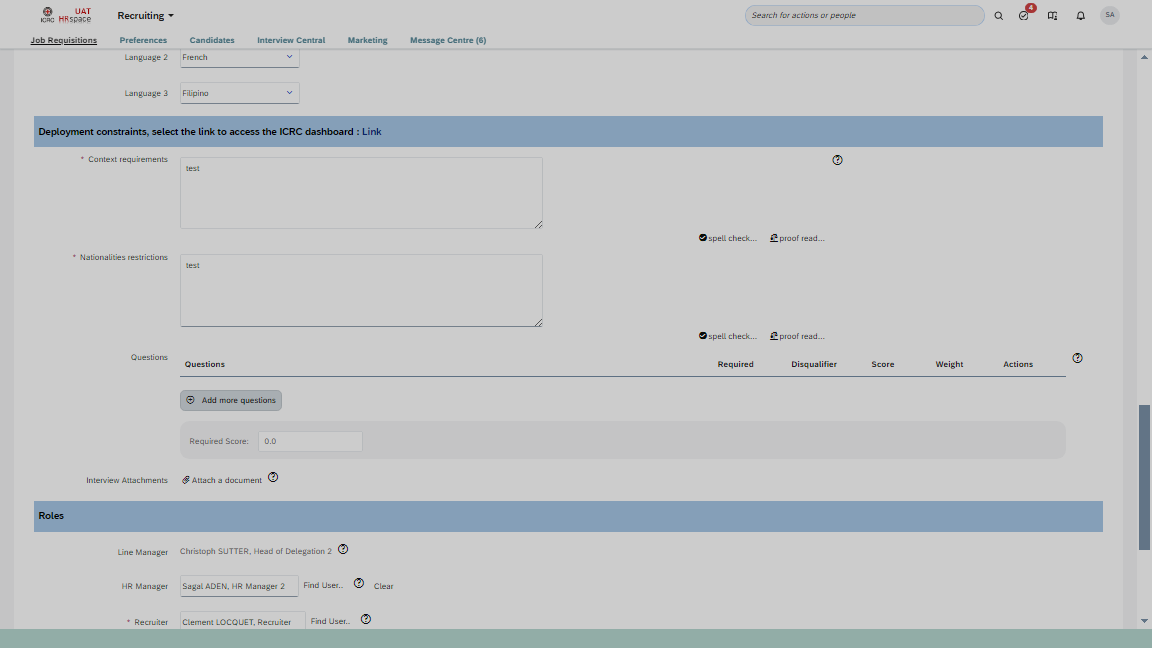 ICRC UAT HRspace Recruiting Search for actions or people 4 SA
Job Requisitions Preferences Candidates Interview Central Marketing Message Centre (6)
Language 2 French
Language 3 Filipino
Deployment constraints, select the link to access the ICRC dashboard : Link
* Context requirements test
spell check... proof read...
* Nationalities restrictions test
spell check... proof read...
Questions Questions Required Disqualifier Score Weight Actions
Add more questions
Required Score: 0.0
Interview Attachments Attach a document
Roles
Line Manager Christoph SUTTER, Head of Delegation 2
HR Manager Sagal ADEN, HR Manager 2 Find User.. Clear
* Recruiter Clement LOCQUET, Recruiter Find User..